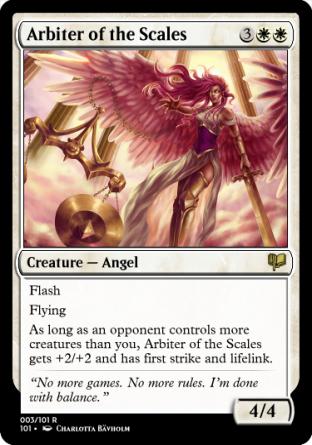 Arbiter of the Scales 3
Creature — Angel
Flash
Flying
As long as an opponent controls more
creatures than you, Arbiter of the Scales
gets +2/+2 and has first strike and lifelink.
“No more games. No more rules. I’m done
with balance.”
4/4
003/101 R
101 • Charlotta Bävholm